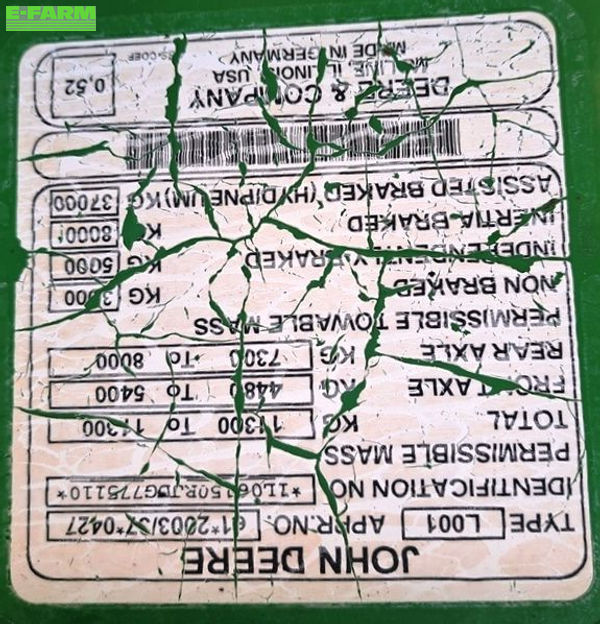 E-FARM
JOHN DEERE
TYPE L001 APPR.NO e1*2003/37*0427
IDENTIFICATION NO
PERMISSIBLE MASS
TOTAL KG 11300 To 11300
FRONT AXLE KG 4480 To 5400
REAR AXLE KG 7300 To 8000
PERMISSIBLE TOWABLE MASS
NON BRAKED KG 3000
INDEPENDENTLY BRAKED KG 5000
INERTIA BRAKED KG 8000
ASSISTED BRAKED (HYD/PNEUM) KG 37000
DEERE & COMPANY
MOLINE, ILLINOIS USA
MADE IN GERMANY
0,52